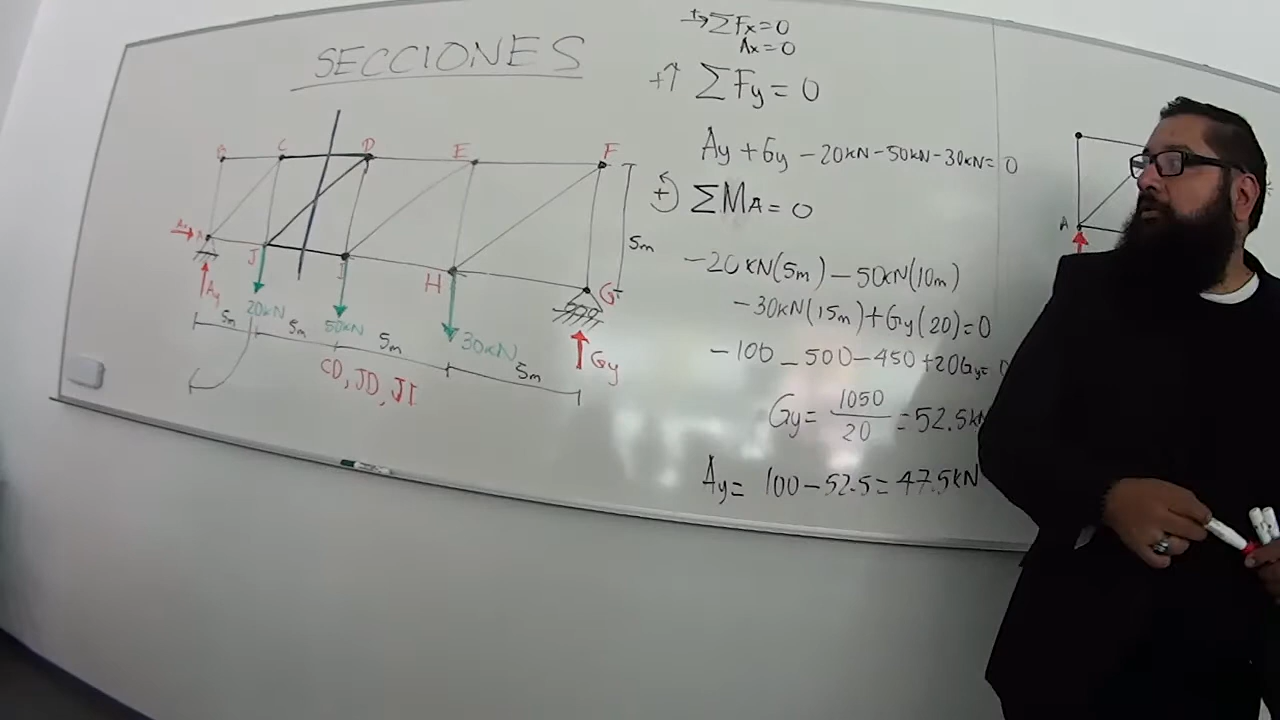 SECCIONES
B C D E F
Ax A
J I H G
Ay 20kN 50kN 30kN Gy
5m 5m 5m 5m
5m
CD, JD, JI
+→ ΣFx=0
Ax=0
+↑ ΣFy=0
Ay+Gy-20kN-50kN-30kN=0
+ ΣMA=0
-20kN(5m)-50kN(10m)
-30kN(15m)+Gy(20)=0
-100-500-450+20Gy=0
Gy=1050/20=52.5kN
Ay=100-52.5=47.5kN
A